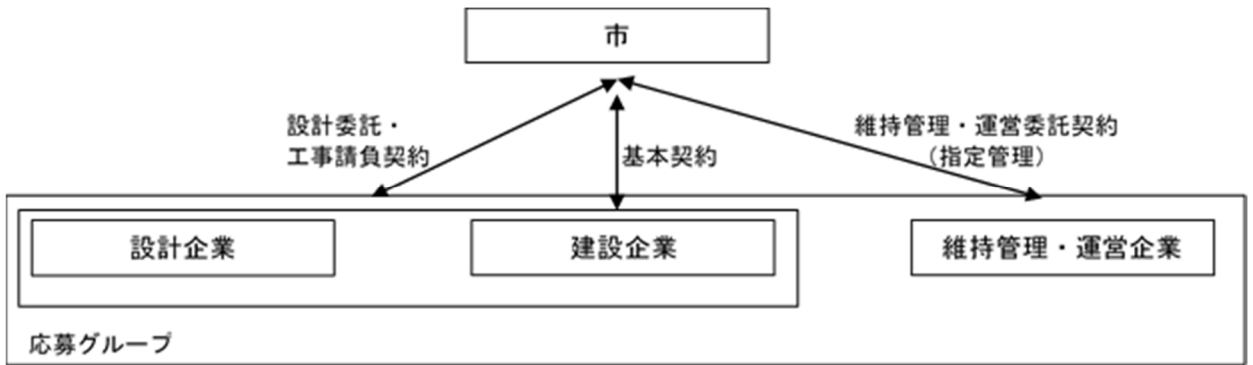 市
設計委託・
工事請負契約
基本契約
維持管理・運営委託契約
（指定管理）
設計企業
建設企業
維持管理・運営企業
応募グループ